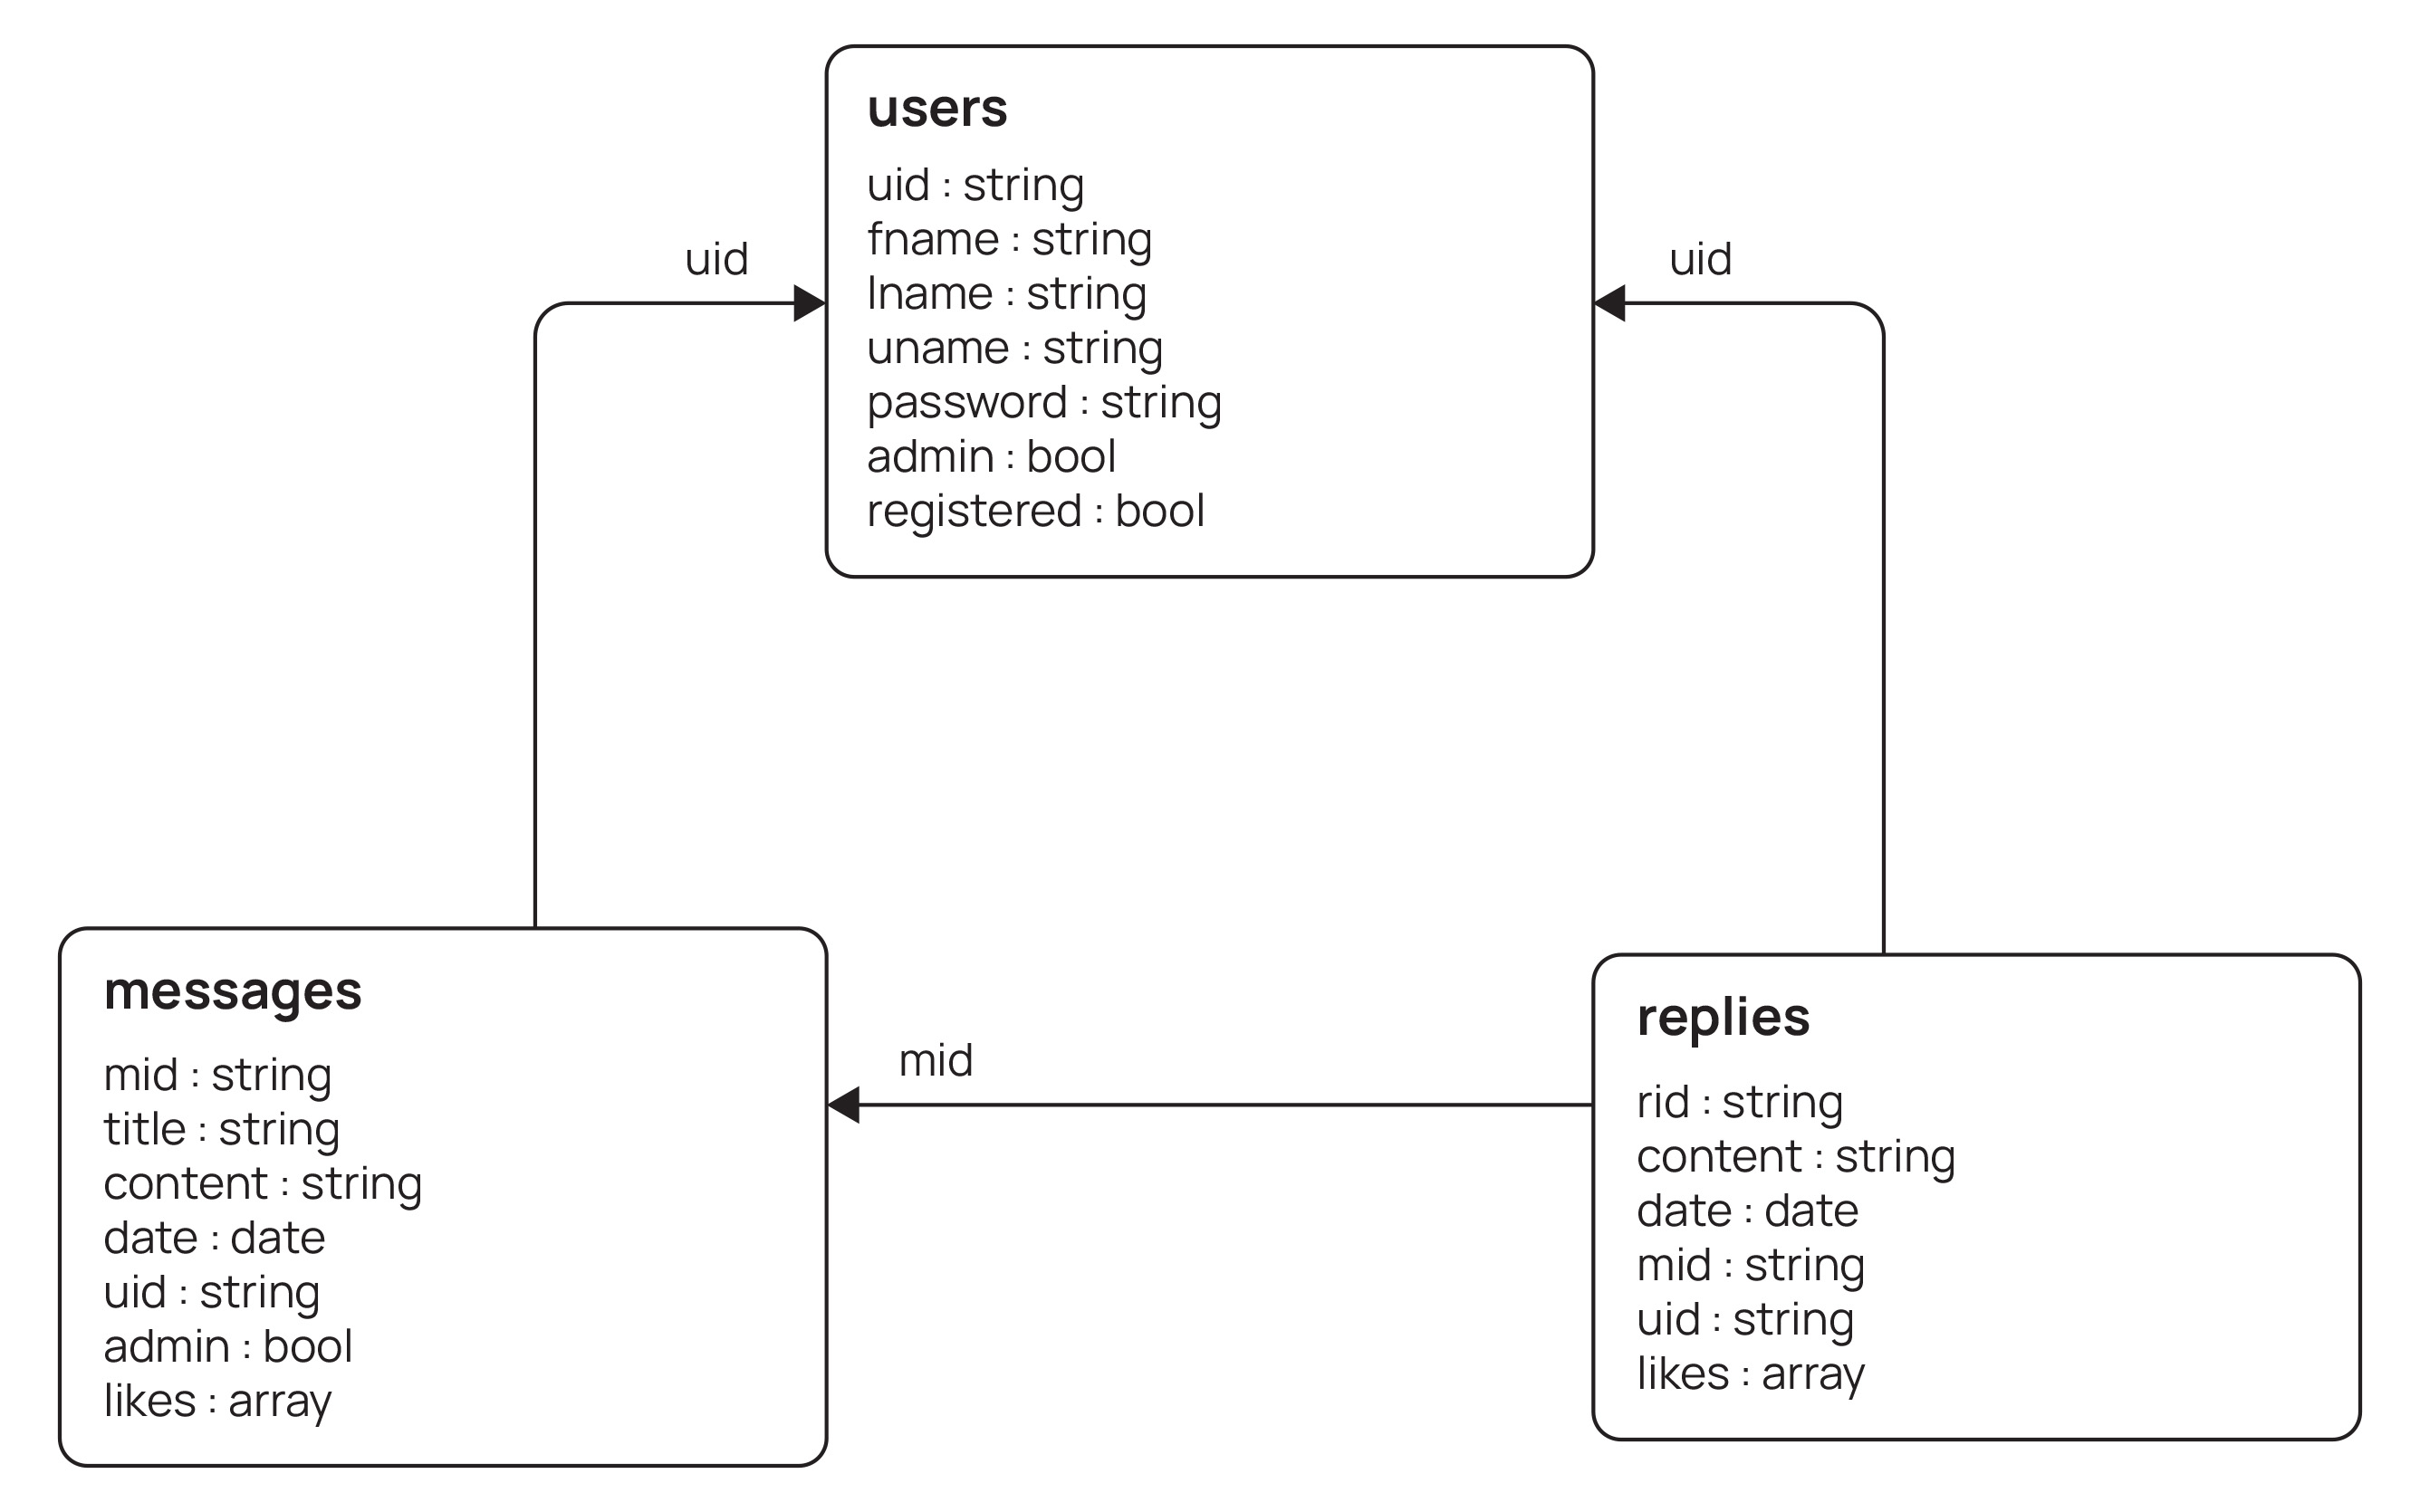 users
uid : string
fname : string
lname : string
uname : string
password : string
admin : bool
registered : bool
uid
uid
messages
mid : string
title : string
content : string
date : date
uid : string
admin : bool
likes : array
mid
replies
rid : string
content : string
date : date
mid : string
uid : string
likes : array